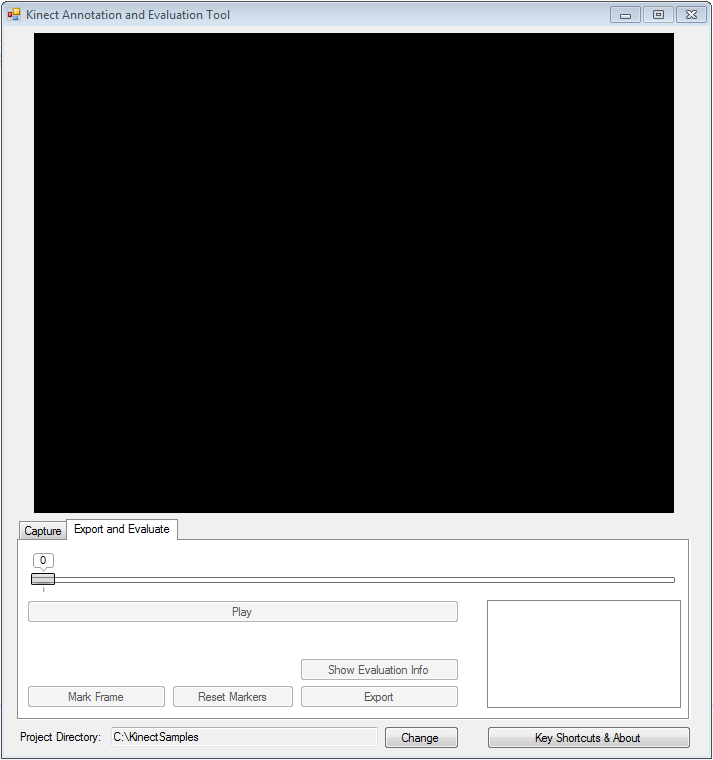 Kinect Annotation and Evaluation Tool
Capture
Export and Evaluate
0
Play
Show Evaluation Info
Mark Frame
Reset Markers
Export
Project Directory:
C:\KinectSamples
Change
Key Shortcuts & About